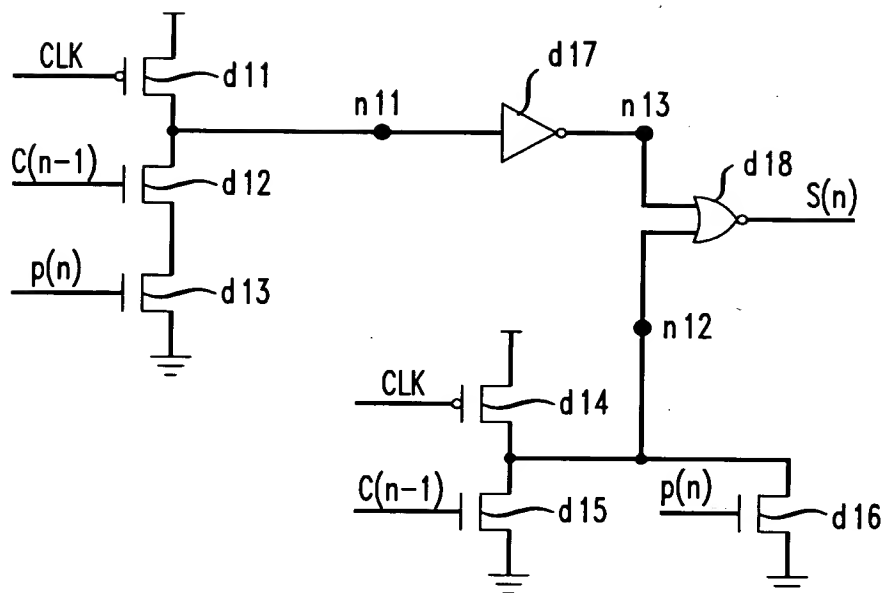 CLK
d11
d17
n11
n13
C(n-1)
d12
d18
S(n)
p(n)
d13
n12
CLK
d14
C(n-1)
d15
p(n)
d16